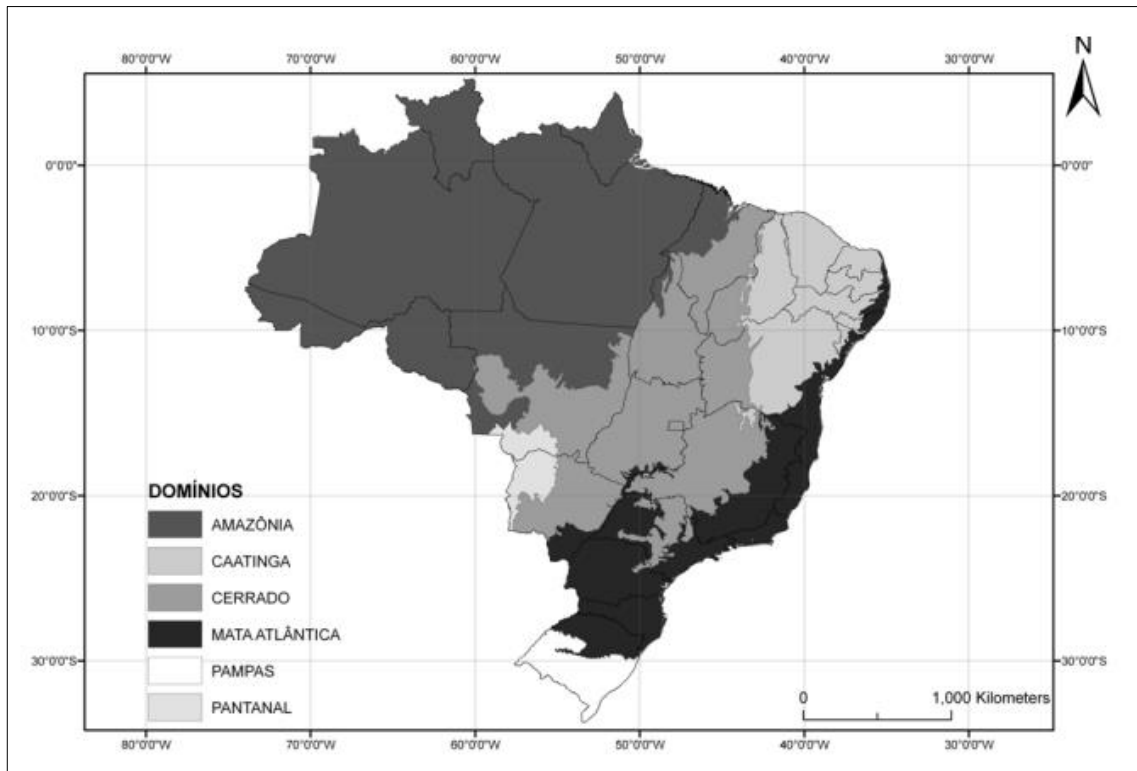 N
80°0'0"W 70°0'0"W 60°0'0"W 50°0'0"W 40°0'0"W 30°0'0"W
0°0'0" 0°0'0"
10°0'0"S 10°0'0"S
20°0'0"S 20°0'0"S
30°0'0"S 30°0'0"S
DOMÍNIOS
AMAZÔNIA
CAATINGA
CERRADO
MATA ATLÂNTICA
PAMPAS
PANTANAL
0 1,000 Kilometers
80°0'0"W 70°0'0"W 60°0'0"W 50°0'0"W 40°0'0"W 30°0'0"W